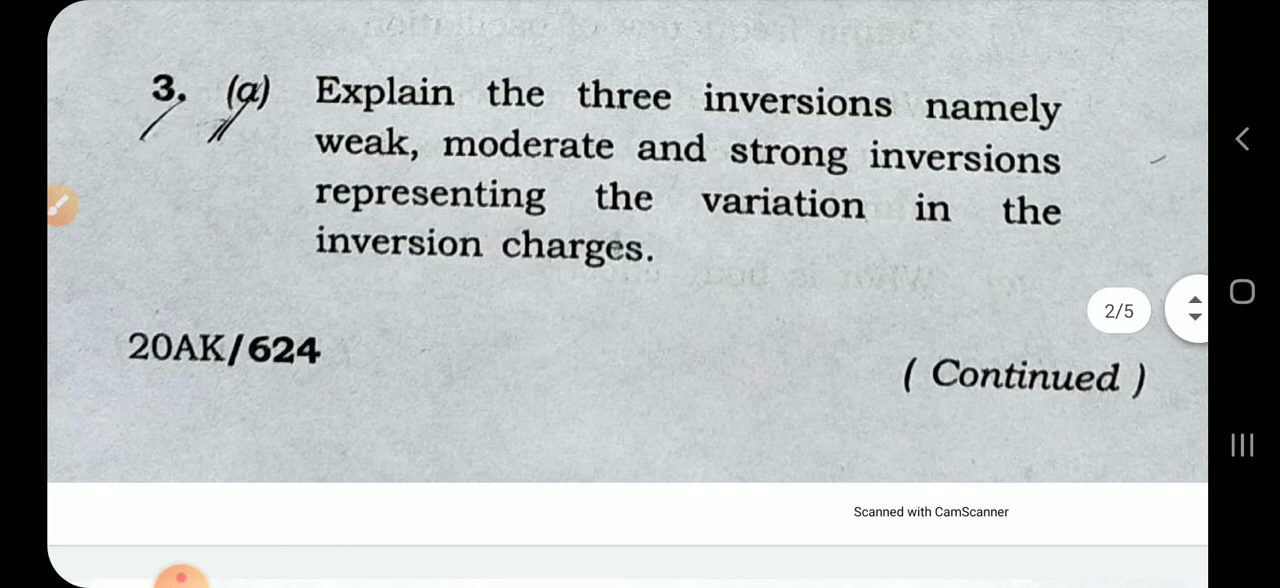 3. (a) Explain the three inversions namely
weak, moderate and strong inversions
representing the variation in the
inversion charges.
2/5
20AK/624
( Continued )
Scanned with CamScanner